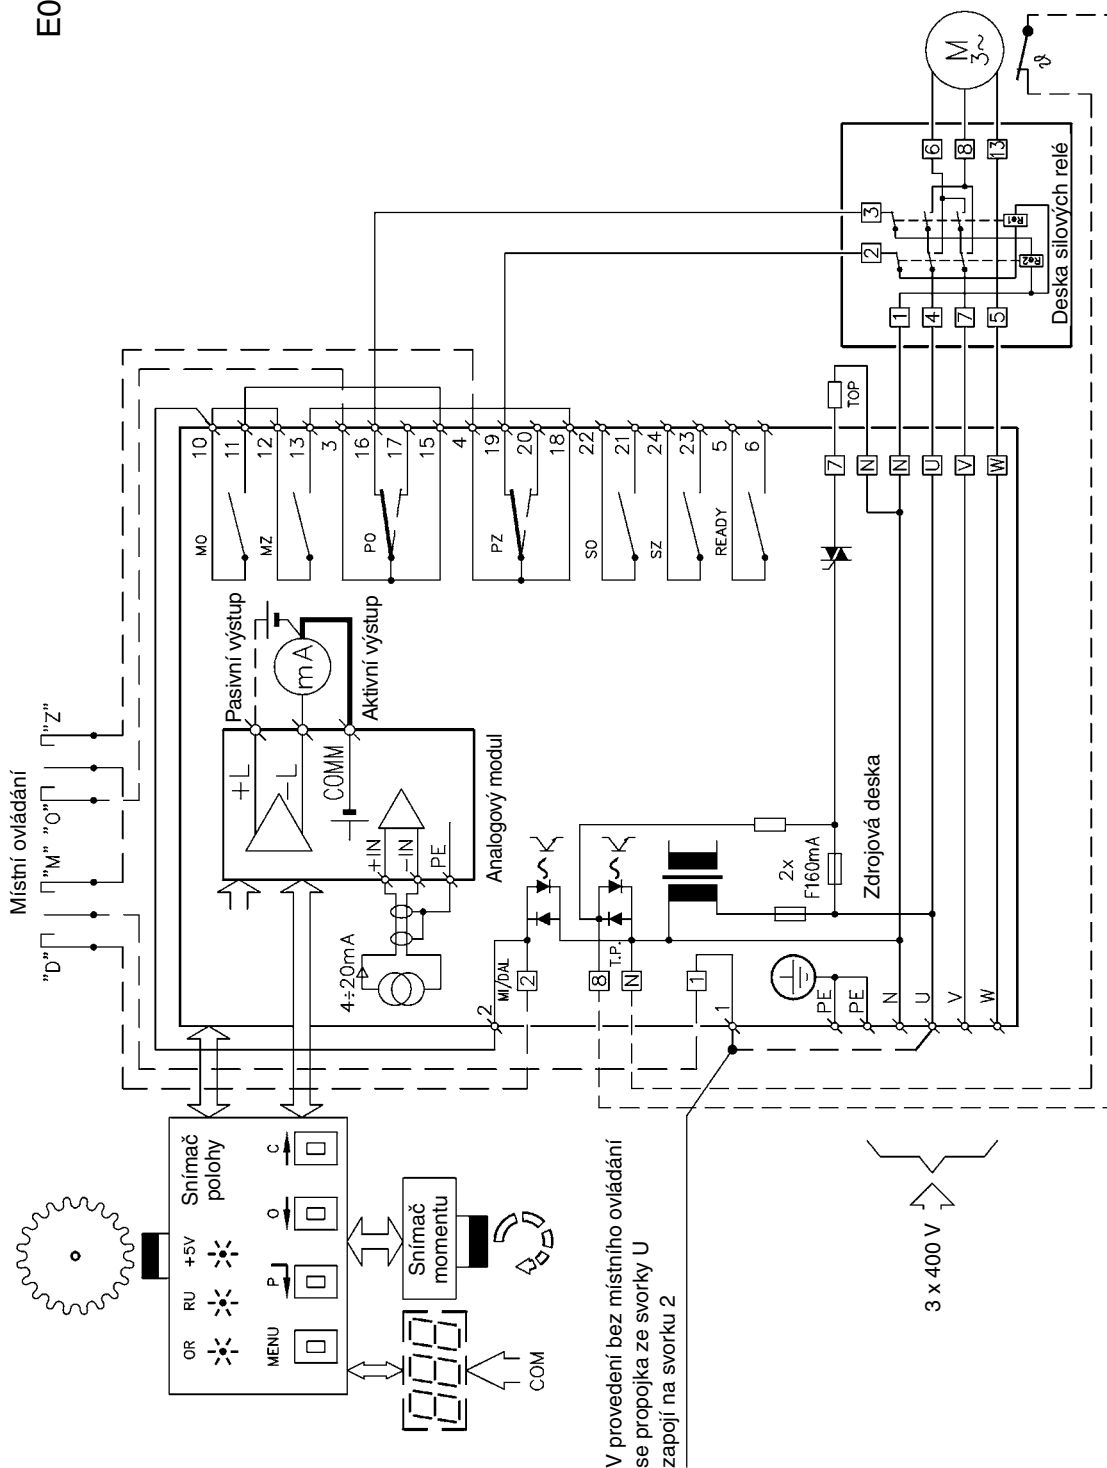 E0
Místní ovládání
"D" "M" "O" "Z"
Pasivní výstup
+L
-L
COMM
mA
Aktivní výstup
+IN
-IN
PE
Analogový modul
4÷20mA
MO
MZ
PO
PZ
SO
SZ
READY
10
11
12
13
3
16
17
15
4
19
20
18
22
21
24
23
5
6
2
MI/DAL
2
8
T.P.
N
1
1
2x
F160mA
Zdrojová deska
PE
PE
N
U
V
W
7
N
N
U
V
W
TOP
2
3
1
4
7
5
6
8
13
Re1
Re2
Deska silových relé
M
3~
ϑ
Snímač
polohy
OR RU +5V
MENU P O C
Snímač
momentu
COM
V provedení bez místního ovládání
se propojka ze svorky U
zapojí na svorku 2
3 x 400 V